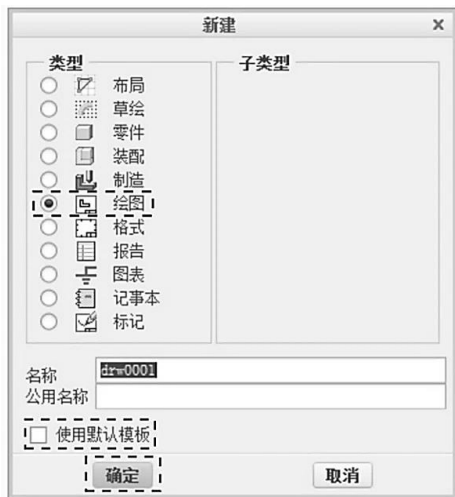 新建
类型
子类型
布局
草绘
零件
装配
制造
绘图
格式
报告
图表
记事本
标记
名称
drw0001
公用名称
使用默认模板
确定
取消